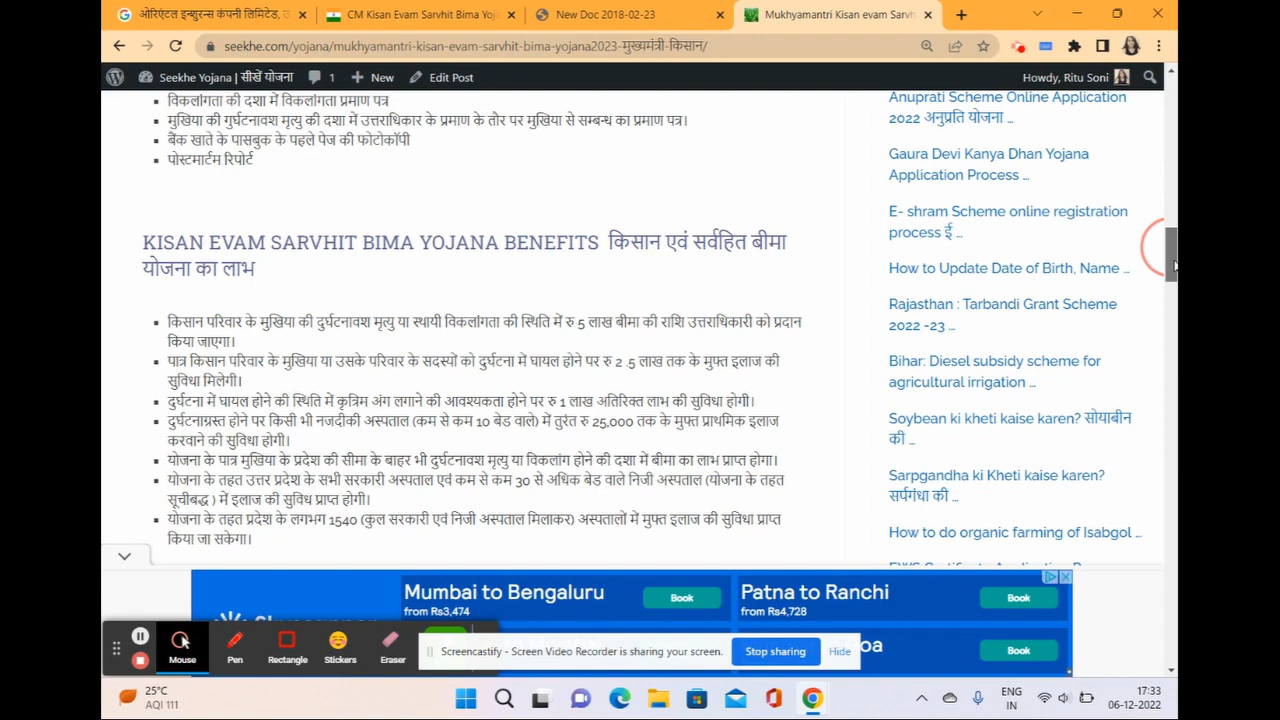 ओरिएंटल इन्शुरन्स कंपनी लिमिटेड, उ
CM Kisan Evam Sarvhit Bima Yoj
New Doc 2018-02-23
Mukhyamantri Kisan evam Sarvh
seekhe.com/yojana/mukhyamantri-kisan-evam-sarvhit-bima-yojana2023-मुख्यमंत्री-किसान/
Seekhe Yojana | सीखें योजना
1
New
Edit Post
Howdy, Ritu Soni
विकलांगता की दशा में विकलांगता प्रमाण पत्र
मुखिया की गुर्घटनावश मृत्यु की दशा में उत्तराधिकार के प्रमाण के तौर पर मुखिया से सम्बन्ध का प्रमाण पत्र।
बैंक खाते के पासबुक के पहले पेज की फोटोकॉपी
पोस्टमार्टम रिपोर्ट
KISAN EVAM SARVHIT BIMA YOJANA BENEFITS किसान एवं सर्वहित बीमा
योजना का लाभ
किसान परिवार के मुखिया की दुर्घटनावश मृत्यु या स्थायी विकलांगता की स्थिति में रु 5 लाख बीमा की राशि उत्तराधिकारी को प्रदान
किया जाएगा।
पात्र किसान परिवार के मुखिया या उसके परिवार के सदस्यों को दुर्घटना में घायल होने पर रु 2 .5 लाख तक के मुफ्त इलाज की
सुविधा मिलेगी।
दुर्घटना में घायल होने की स्थिति में कृत्रिम अंग लगाने की आवश्यकता होने पर रु 1 लाख अतिरिक्त लाभ की सुविधा होगी।
दुर्घटनाग्रस्त होने पर किसी भी नजदीकी अस्पताल (कम से कम 10 बेड वाले) में तुरंत रु 25,000 तक के मुफ्त प्राथमिक इलाज
करवाने की सुविधा होगी।
योजना के पात्र मुखिया के प्रदेश की सीमा के बाहर भी दुर्घटनावश मृत्यु या विकलांग होने की दशा में बीमा का लाभ प्राप्त होगा।
योजना के तहत उत्तर प्रदेश के सभी सरकारी अस्पताल एवं कम से कम 30 से अधिक बेड वाले निजी अस्पताल (योजना के तहत
सूचीबद्ध ) में इलाज की सुविध प्राप्त होगी।
योजना के तहत प्रदेश के लगभग 1540 (कुल सरकारी एवं निजी अस्पताल मिलाकर) अस्पतालों में मुफ्त इलाज की सुविधा प्राप्त
किया जा सकेगा।
Anuprati Scheme Online Application
2022 अनुप्रति योजना ...
Gaura Devi Kanya Dhan Yojana
Application Process ...
E- shram Scheme online registration
process ई ...
How to Update Date of Birth, Name ...
Rajasthan : Tarbandi Grant Scheme
2022 -23 ...
Bihar: Diesel subsidy scheme for
agricultural irrigation ...
Soybean ki kheti kaise karen? सोयाबीन
की ...
Sarpgandha ki Kheti kaise karen?
सर्पगंधा की ...
How to do organic farming of Isabgol ...
Mumbai to Bengaluru
from Rs3,474
Book
Patna to Ranchi
from Rs4,728
Book
oa
Book
Mouse
Pen
Rectangle
Stickers
Eraser
Screencastify - Screen Video Recorder is sharing your screen.
Stop sharing
Hide
25°C
AQI 111
ENG
IN
17:33
06-12-2022